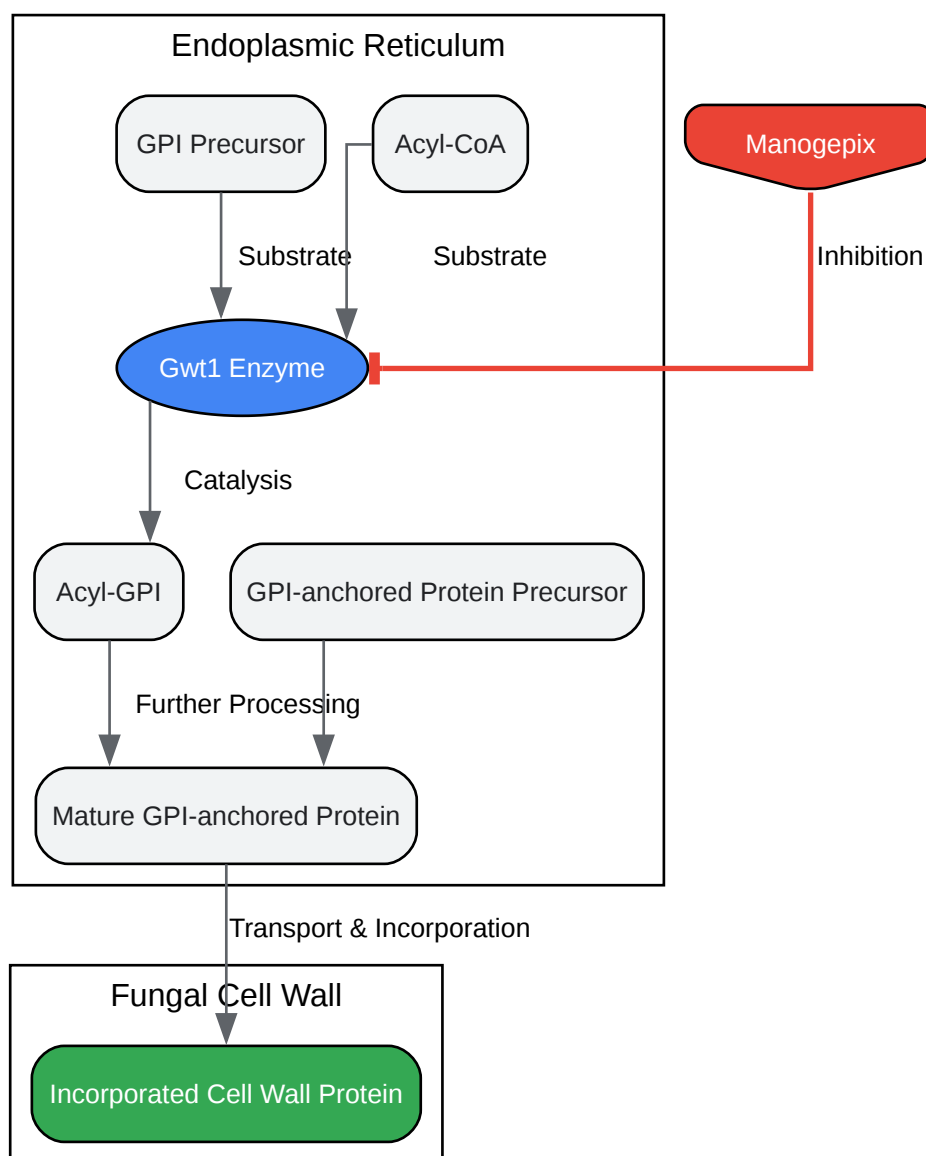 Endoplasmic Reticulum
GPI Precursor
Acyl-CoA
Manogepix
Substrate
Substrate
Inhibition
Gwt1 Enzyme
Catalysis
Acyl-GPI
GPI-anchored Protein Precursor
Further Processing
Mature GPI-anchored Protein
Transport & Incorporation
Fungal Cell Wall
Incorporated Cell Wall Protein